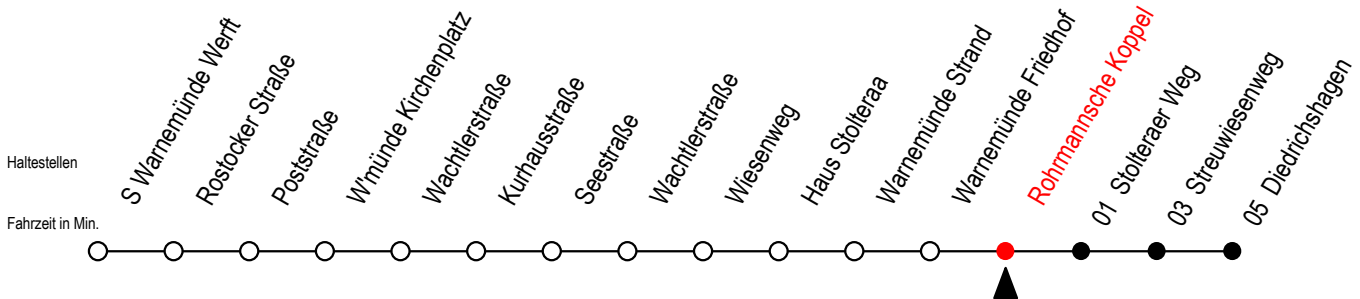 Haltestellen
Fahrzeit in Min.
S Warnemünde Werft
Rostocker Straße
Poststraße
W'münde Kirchenplatz
Wachtlerstraße
Kurhausstraße
Seestraße
Wachtlerstraße
Wiesenweg
Haus Stolteraa
Warnemünde Strand
Warnemünde Friedhof
Rohrmannsche Koppel
01 Stolteraer Weg
03 Streuwiesenweg
05 Diedrichshagen